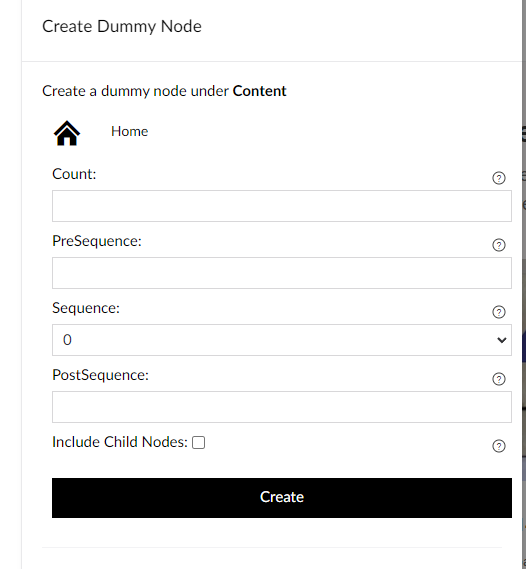 Create Dummy Node
Create a dummy node under Content
Home
Count:
?
PreSequence:
?
Sequence:
?
0
PostSequence:
?
Include Child Nodes:
?
Create